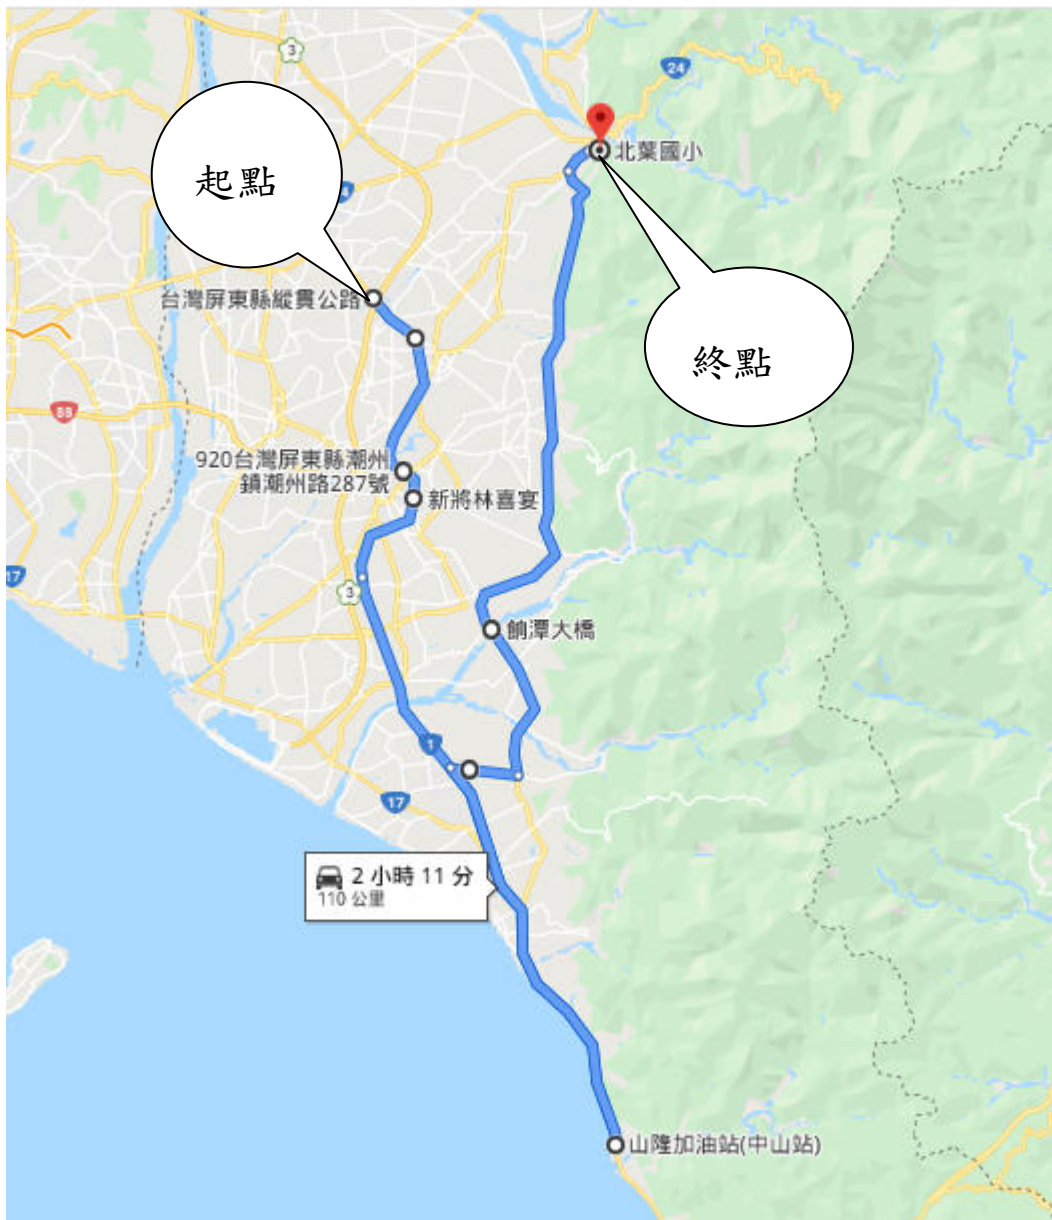 3
24
北葉國小
起點
4
台灣屏東縣縱貫公路
終點
88
920台灣屏東縣潮州
鎮潮州路287號
新將林喜宴
17
3
餉潭大橋
1
17
2 小時 11 分
110 公里
山隆加油站(中山站)